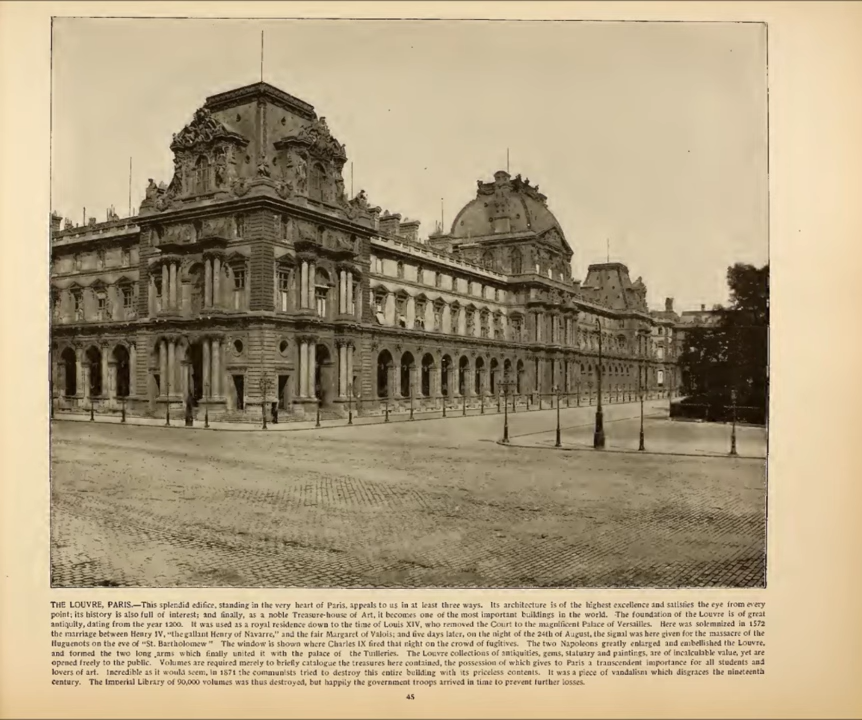 THE LOUVRE, PARIS.—This splendid edifice, standing in the very heart of Paris, appeals to us in at least three ways. Its architecture is of the highest excellence and satisfies the eye from every
point; its history is also full of interest; and finally, as a noble Treasure-house of Art, it becomes one of the most important buildings in the world. The foundation of the Louvre is of great
antiquity, dating from the year 1200. It was used as a royal residence down to the time of Louis XIV, who removed the Court to the magnificent Palace of Versailles. Here was solemnized in 1572
the marriage between Henry IV, "the gallant Henry of Navarre," and the fair Margaret of Valois; and five days later, on the night of the 24th of August, the signal was here given for the massacre of the
Huguenots on the eve of "St. Bartholomew" The window is shown where Charles IX fired that night on the crowd of fugitives. The two Napoleons greatly enlarged and embellished the Louvre,
and formed the two long arms which finally united it with the palace of the Tuilleries. The Louvre collections of antiquities, gems, statuary and paintings, are of incalculable value, yet are
opened freely to the public. Volumes are required merely to briefly catalogue the treasures here contained, the possession of which gives to Paris a transcendent importance for all students and
lovers of art. Incredible as it would seem, in 1871 the communists tried to destroy this entire building with its priceless contents. It was a piece of vandalism which disgraces the nineteenth
century. The Imperial Library of 90,000 volumes was thus destroyed, but happily the government troops arrived in time to prevent further losses.
45